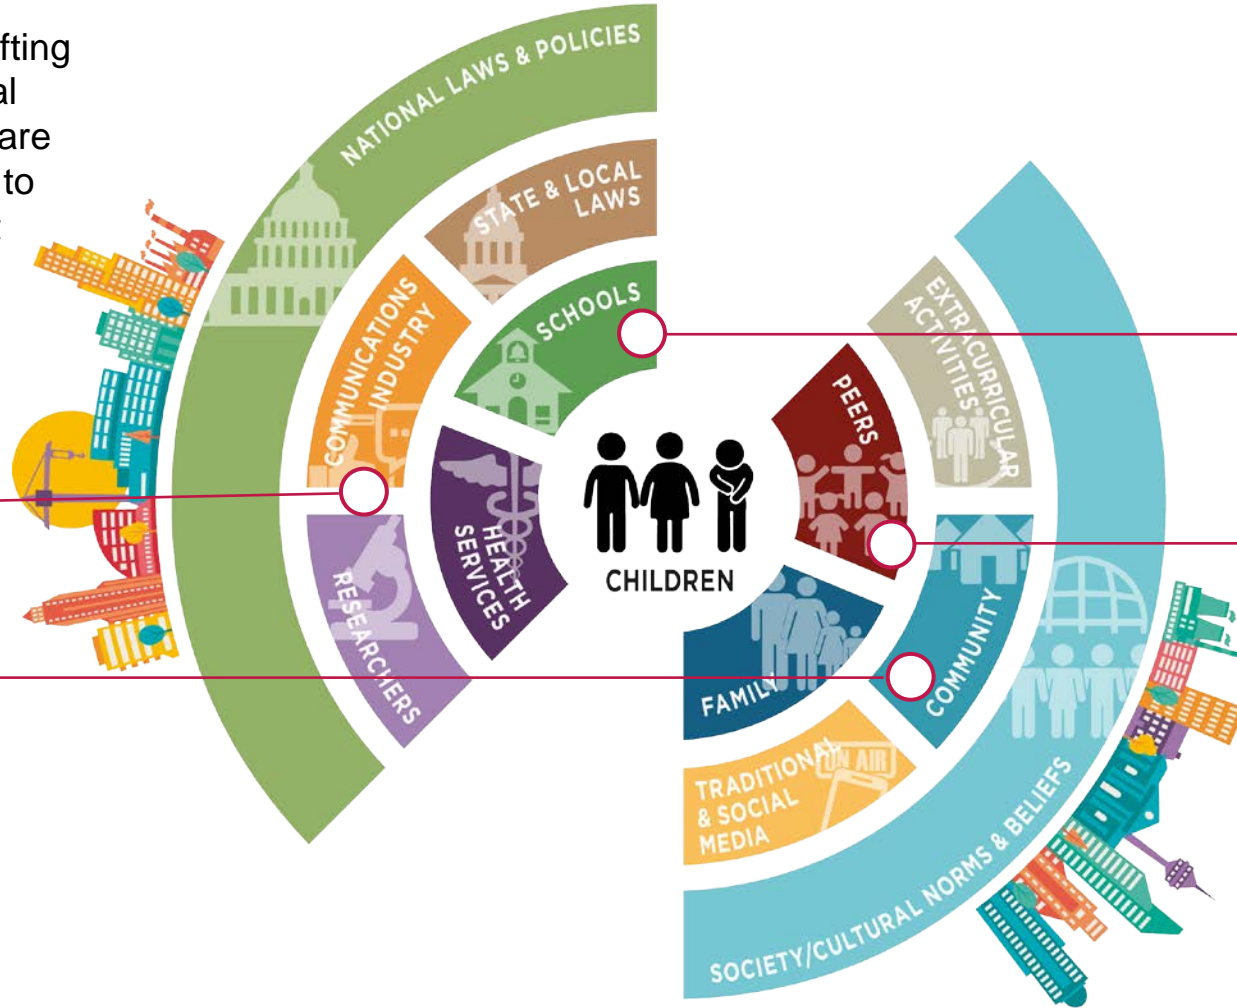 fting
al
are
to
NATIONAL LAWS & POLICIES
STATE & LOCAL
LAWS
COMMUNICATIONS
INDUSTRY
SCHOOLS
EXTRACURRICULAR
ACTIVITIES
PEERS
HEALTH
SERVICES
CHILDREN
RESEARCHERS
FAMILY
COMMUNITY
TRADITIONAL
& SOCIAL
MEDIA
ON AIR
SOCIETY/CULTURAL NORMS & BELIEFS